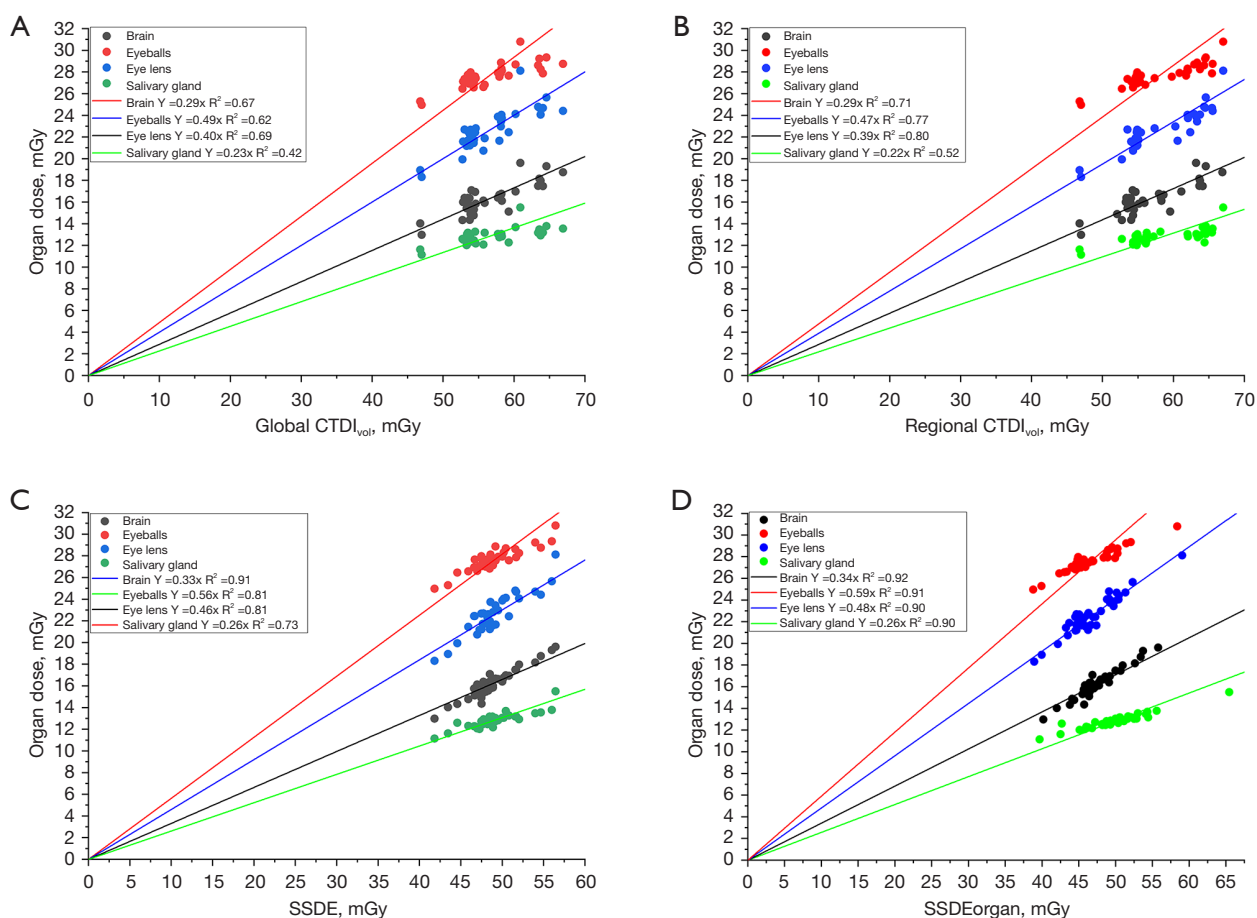 A
32
30
28
26
24
22
20
18
16
14
12
10
8
6
4
2
0
Organ dose, mGy
Brain
Eyeballs
Eye lens
Salivary gland
Brain Y =0.29x R² =0.67
Eyeballs Y =0.49x R² =0.62
Eye lens Y =0.40x R² =0.69
Salivary gland Y =0.23x R² =0.42
0 10 20 30 40 50 60 70
Global CTDIvol, mGy
B
32
30
28
26
24
22
20
18
16
14
12
10
8
6
4
2
0
Organ dose, mGy
Brain
Eyeballs
Eye lens
Salivary gland
Brain Y =0.29x R² =0.71
Eyeballs Y =0.47x R² =0.77
Eye lens Y =0.39x R² =0.80
Salivary gland Y =0.22x R² =0.52
0 10 20 30 40 50 60 70
Regional CTDIvol, mGy
C
32
30
28
26
24
22
20
18
16
14
12
10
8
6
4
2
0
Organ dose, mGy
Brain
Eyeballs
Eye lens
Salivary gland
Brain Y =0.33x R² =0.91
Eyeballs Y =0.56x R² =0.81
Eye lens Y =0.46x R² =0.81
Salivary gland Y =0.26x R² =0.73
0 5 10 15 20 25 30 35 40 45 50 55 60
SSDE, mGy
D
32
30
28
26
24
22
20
18
16
14
12
10
8
6
4
2
0
Organ dose, mGy
Brain
Eyeballs
Eye lens
Salivary gland
Brain Y =0.34x R² =0.92
Eyeballs Y =0.59x R² =0.91
Eye lens Y =0.48x R² =0.90
Salivary gland Y =0.26x R² =0.90
0 5 10 15 20 25 30 35 40 45 50 55 60 65
SSDEorgan, mGy